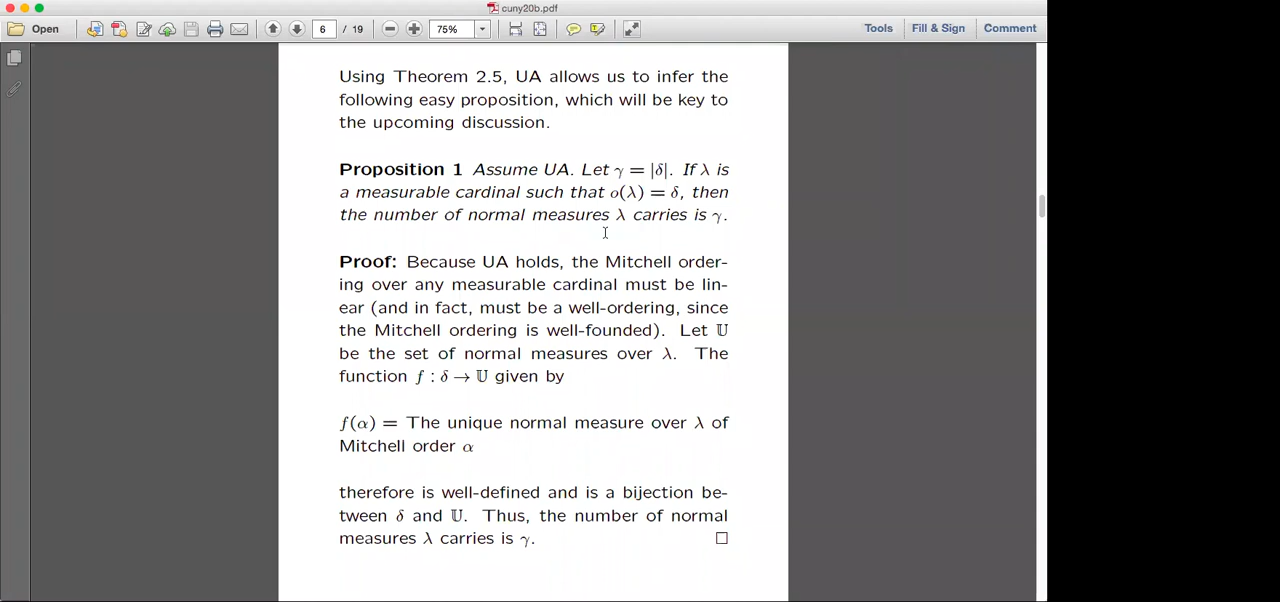 cuny20b.pdf
Open 6 / 19 75% Tools Fill & Sign Comment
Using Theorem 2.5, UA allows us to infer the
following easy proposition, which will be key to
the upcoming discussion.
Proposition 1 Assume UA. Let γ = |δ|. If λ is
a measurable cardinal such that o(λ) = δ, then
the number of normal measures λ carries is γ.
Proof: Because UA holds, the Mitchell order-
ing over any measurable cardinal must be lin-
ear (and in fact, must be a well-ordering, since
the Mitchell ordering is well-founded). Let 𝕌
be the set of normal measures over λ. The
function f : δ → 𝕌 given by
f(α) = The unique normal measure over λ of
Mitchell order α
therefore is well-defined and is a bijection be-
tween δ and 𝕌. Thus, the number of normal
measures λ carries is γ. □